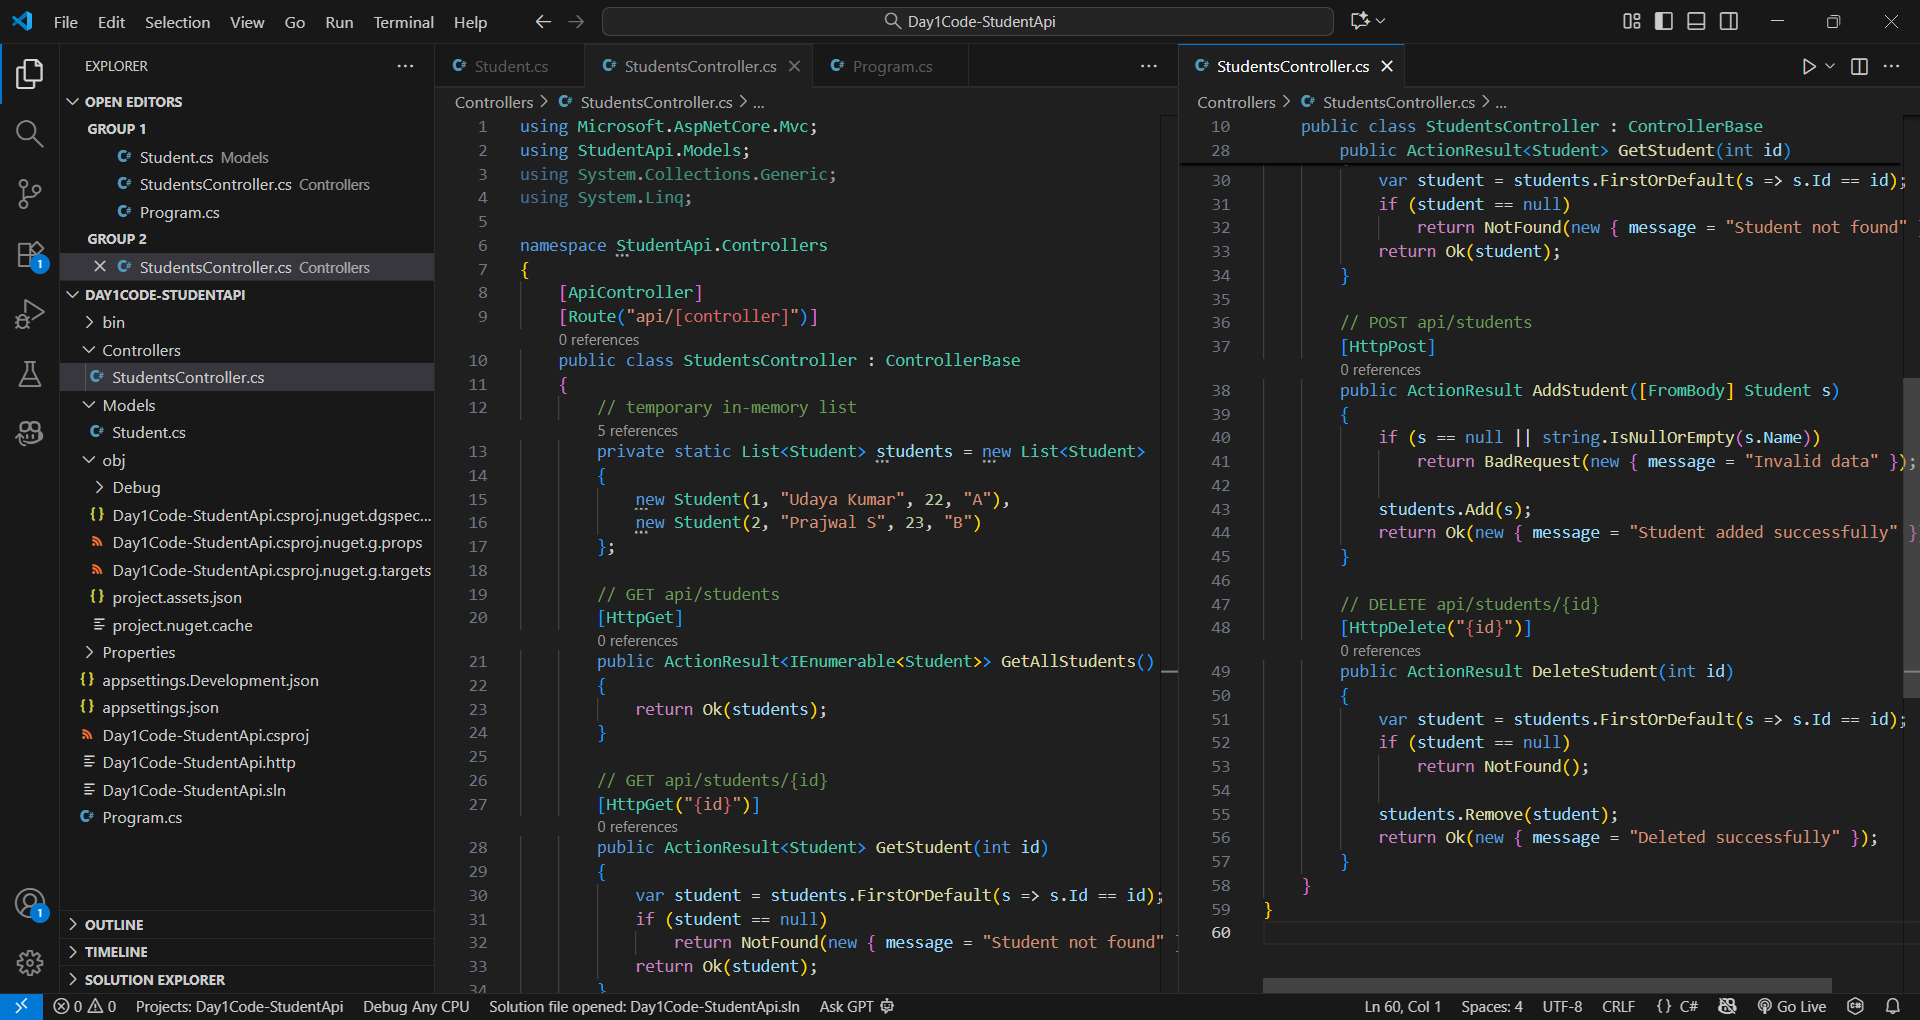 File Edit Selection View Go Run Terminal Help
Day1Code-StudentApi
EXPLORER
OPEN EDITORS
GROUP 1
Student.cs Models
StudentsController.cs Controllers
Program.cs
GROUP 2
StudentsController.cs Controllers
DAY1CODE-STUDENTAPI
bin
Controllers
StudentsController.cs
Models
Student.cs
obj
Debug
Day1Code-StudentApi.csproj.nuget.dgspec...
Day1Code-StudentApi.csproj.nuget.g.props
Day1Code-StudentApi.csproj.nuget.g.targets
project.assets.json
project.nuget.cache
Properties
appsettings.Development.json
appsettings.json
Day1Code-StudentApi.csproj
Day1Code-StudentApi.http
Day1Code-StudentApi.sln
Program.cs
OUTLINE
TIMELINE
SOLUTION EXPLORER
1
1
Student.cs StudentsController.cs Program.cs
Controllers > StudentsController.cs > ...
1 using Microsoft.AspNetCore.Mvc;
2 using StudentApi.Models;
3 using System.Collections.Generic;
4 using System.Linq;
5
6 namespace StudentApi.Controllers
7 {
8 [ApiController]
9 [Route("api/[controller]")]
0 references
10 public class StudentsController : ControllerBase
11 {
12 // temporary in-memory list
5 references
13 private static List<Student> students = new List<Student>
14 {
15 new Student(1, "Udaya Kumar", 22, "A"),
16 new Student(2, "Prajwal S", 23, "B")
17 };
18
19 // GET api/students
20 [HttpGet]
0 references
21 public ActionResult<IEnumerable<Student>> GetAllStudents()
22 {
23 return Ok(students);
24 }
25
26 // GET api/students/{id}
27 [HttpGet("{id}")]
0 references
28 public ActionResult<Student> GetStudent(int id)
29 {
30 var student = students.FirstOrDefault(s => s.Id == id);
31 if (student == null)
32 return NotFound(new { message = "Student not found"
33 return Ok(student);
34 }
StudentsController.cs
Controllers > StudentsController.cs > ...
10 public class StudentsController : ControllerBase
28 public ActionResult<Student> GetStudent(int id)
30 var student = students.FirstOrDefault(s => s.Id == id);
31 if (student == null)
32 return NotFound(new { message = "Student not found"
33 return Ok(student);
34 }
35
36 // POST api/students
37 [HttpPost]
0 references
38 public ActionResult AddStudent([FromBody] Student s)
39 {
40 if (s == null || string.IsNullOrEmpty(s.Name))
41 return BadRequest(new { message = "Invalid data" });
42
43 students.Add(s);
44 return Ok(new { message = "Student added successfully" }
45 }
46
47 // DELETE api/students/{id}
48 [HttpDelete("{id}")]
0 references
49 public ActionResult DeleteStudent(int id)
50 {
51 var student = students.FirstOrDefault(s => s.Id == id);
52 if (student == null)
53 return NotFound();
54
55 students.Remove(student);
56 return Ok(new { message = "Deleted successfully" });
57 }
58 }
59 }
60
0 0 Projects: Day1Code-StudentApi Debug Any CPU Solution file opened: Day1Code-StudentApi.sln Ask GPT Ln 60, Col 1 Spaces: 4 UTF-8 CRLF {} C# Go Live